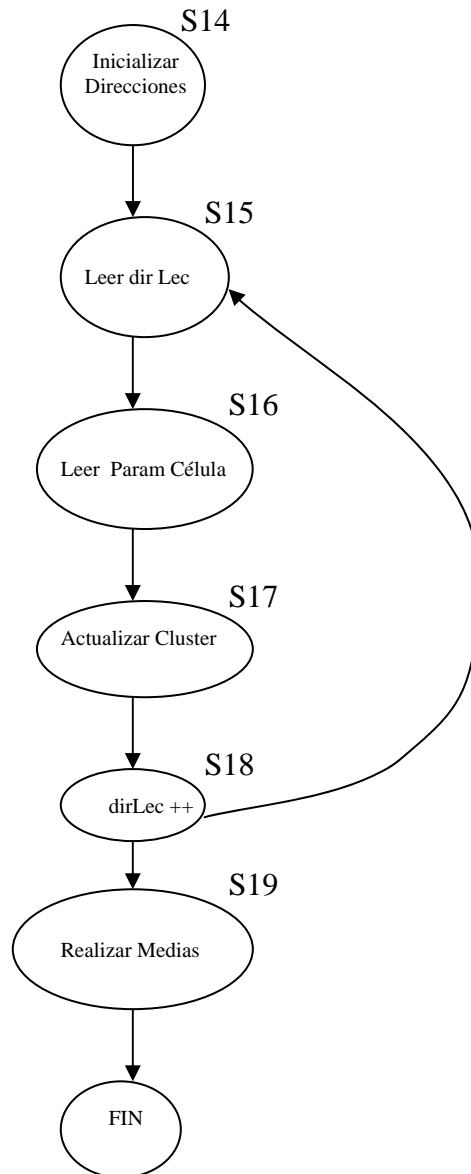 S14
Inicializar
Direcciones
S15
Leer dir Lec
S16
Leer Param Célula
S17
Actualizar Cluster
S18
dirLec ++
S19
Realizar Medias
FIN